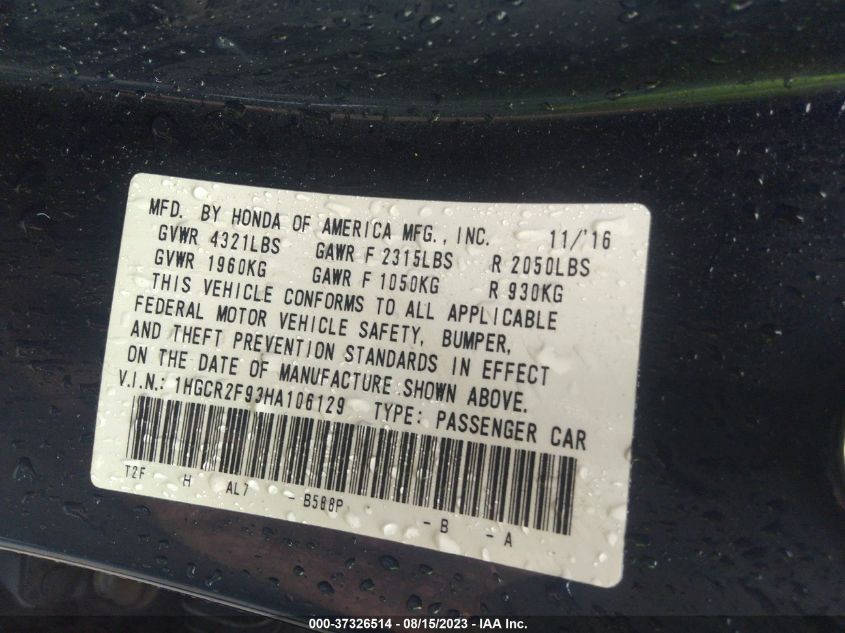 MFD. BY HONDA OF AMERICA MFG., INC. 11/'16
GVWR 4321LBS GAWR F 2315LBS R 2050LBS
GVWR 1960KG GAWR F 1050KG R 930KG
THIS VEHICLE CONFORMS TO ALL APPLICABLE
FEDERAL MOTOR VEHICLE SAFETY, BUMPER,
AND THEFT PREVENTION STANDARDS IN EFFECT
ON THE DATE OF MANUFACTURE SHOWN ABOVE.
V.I.N.: 1HGCR2F93HA106129 TYPE: PASSENGER CAR
T2F H AL7 - B588P - B - A
000-37326514 - 08/15/2023 - IAA Inc.